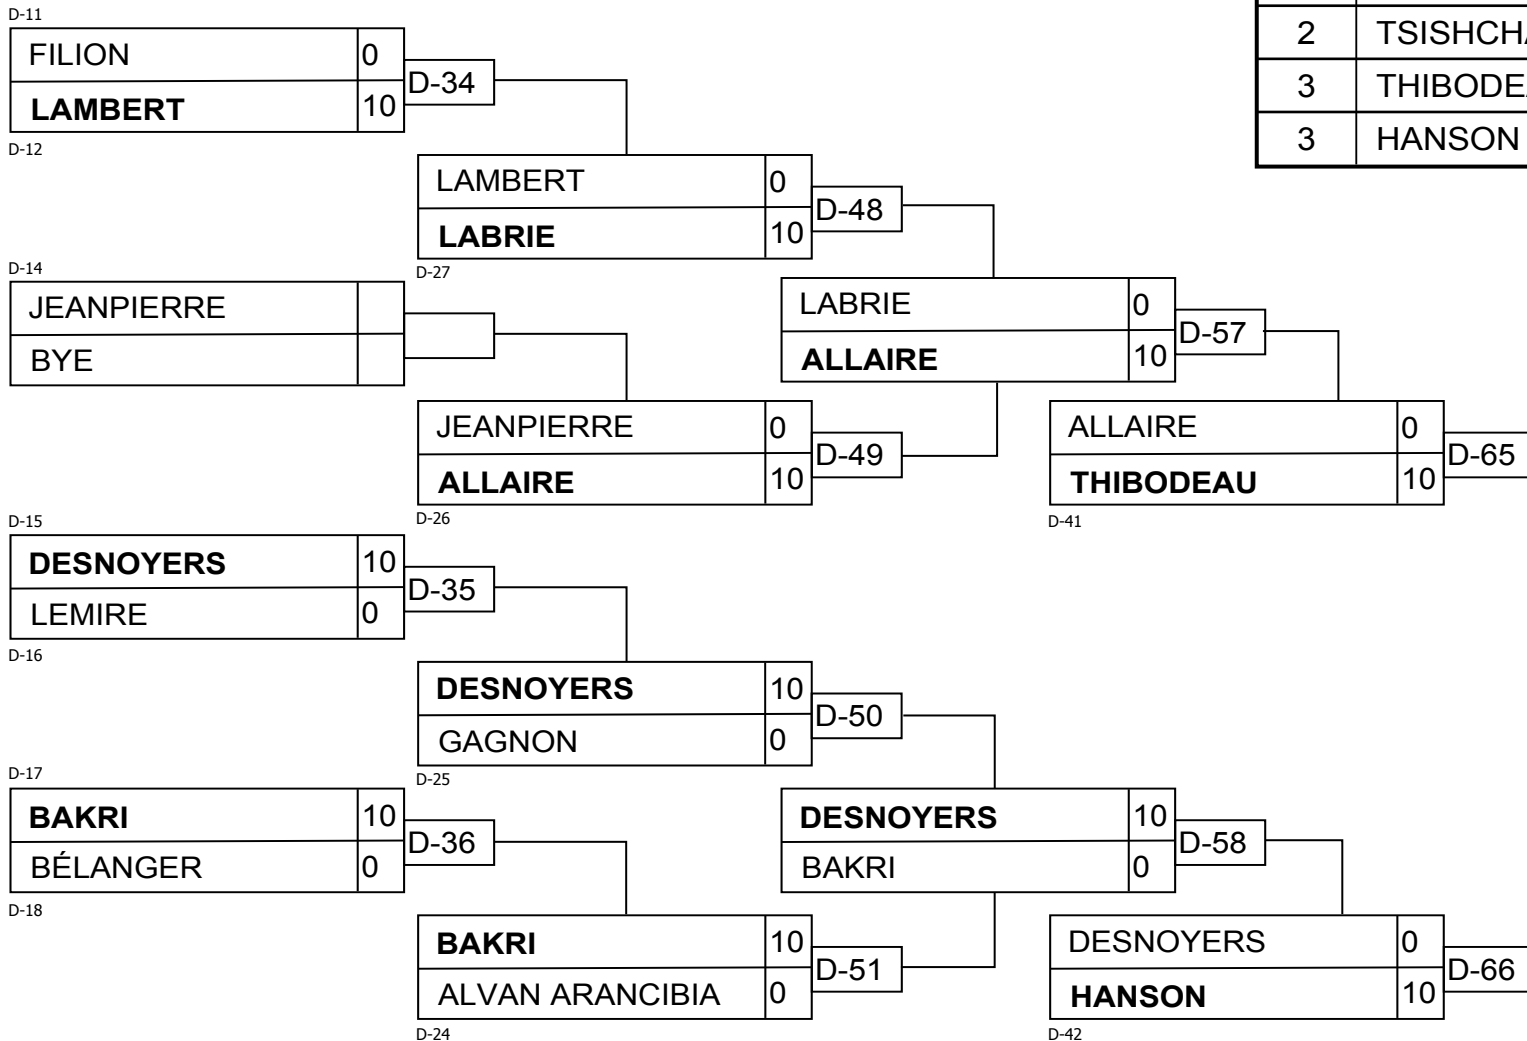 D-11
FILION 0
LAMBERT 10
D-34
D-12
2
3
3 HANSON
LAMBERT 0
LABRIE 10
D-48
D-27
D-14
JEANPIERRE
BYE
LABRIE 0
ALLAIRE 10
D-57
JEANPIERRE 0
ALLAIRE 10
D-49
D-26
ALLAIRE 0
THIBODEAU 10
D-65
D-41
D-15
DESNOYERS 10
LEMIRE 0
D-35
D-16
DESNOYERS 10
GAGNON 0
D-50
D-25
D-17
BAKRI 10
BÉLANGER 0
D-36
D-18
DESNOYERS 10
BAKRI 0
D-58
BAKRI 10
ALVAN ARANCIBIA 0
D-51
D-24
DESNOYERS 0
HANSON 10
D-66
D-42